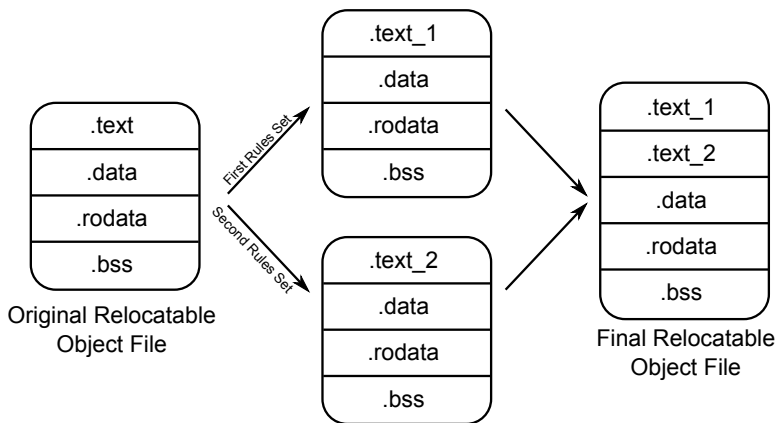 .text
.data
.rodata
.bss
Original Relocatable
Object File
First Rules Set
Second Rules Set
.text_1
.data
.rodata
.bss
.text_2
.data
.rodata
.bss
.text_1
.text_2
.data
.rodata
.bss
Final Relocatable
Object File